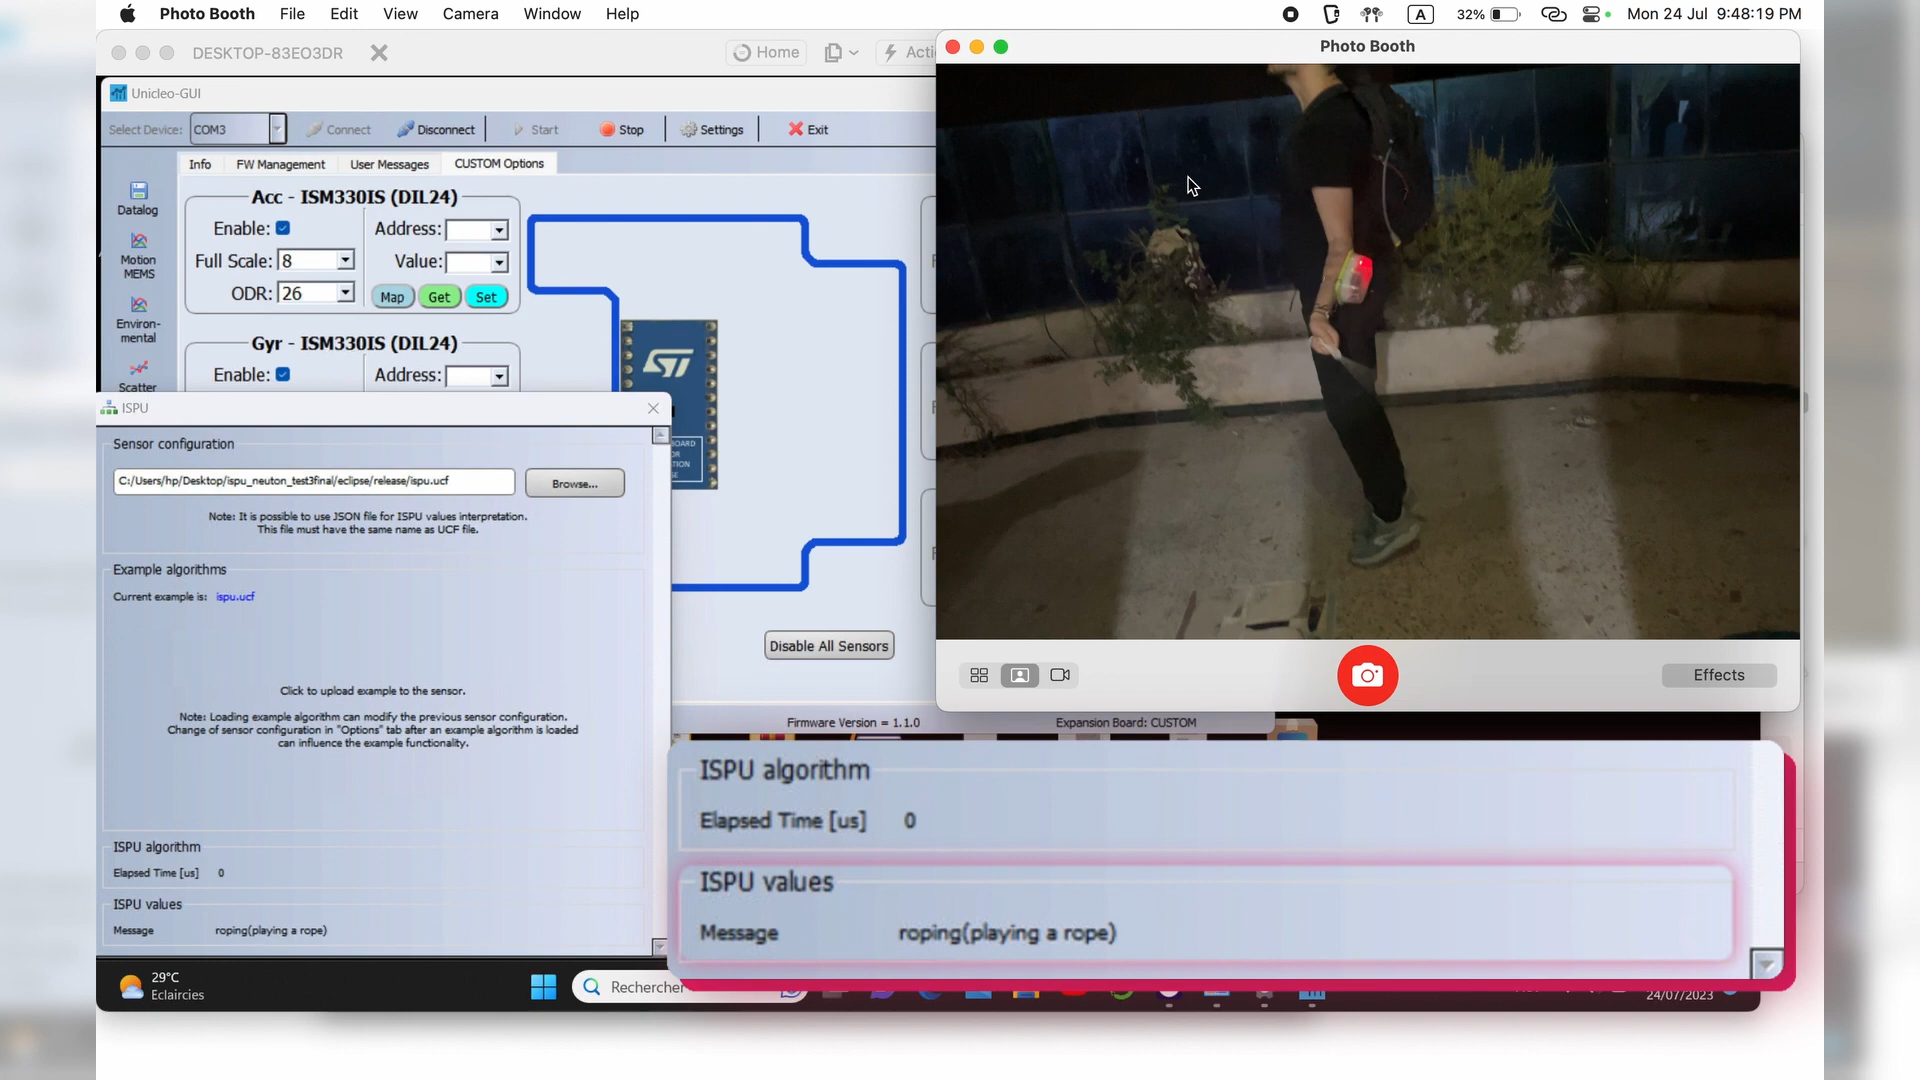 Photo Booth File Edit View Camera Window Help
A 32% Mon 24 Jul 9:48:19 PM
DESKTOP-83EO3DR Home Acti
Photo Booth
Unicleo-GUI
Select Device: COM3 Connect Disconnect Start Stop Settings Exit
Info FW Management User Messages CUSTOM Options
Datalog
Motion
MEMS
Environ-
mental
Scatter
Acc - ISM330IS (DIL24)
Enable: Address:
Full Scale: 8 Value:
ODR: 26 Map Get Set
Gyr - ISM330IS (DIL24)
Enable: Address:
ST
OARD
OR
TION
SE
Disable All Sensors
Effects
Firmware Version = 1.1.0 Expansion Board: CUSTOM
ISPU
Sensor configuration
C:/Users/hp/Desktop/ispu_neuton_test3final/eclipse/release/ispu.ucf Browse...
Note: It is possible to use JSON file for ISPU values interpretation.
This file must have the same name as UCF file.
Example algorithms
Current example is: ispu.ucf
Click to upload example to the sensor.
Note: Loading example algorithm can modify the previous sensor configuration.
Change of sensor configuration in "Options" tab after an example algorithm is loaded
can influence the example functionality.
ISPU algorithm
Elapsed Time [us] 0
ISPU values
Message roping(playing a rope)
ISPU algorithm
Elapsed Time [us] 0
ISPU values
Message roping(playing a rope)
29°C
Eclaircies
Rechercher
24/07/2023